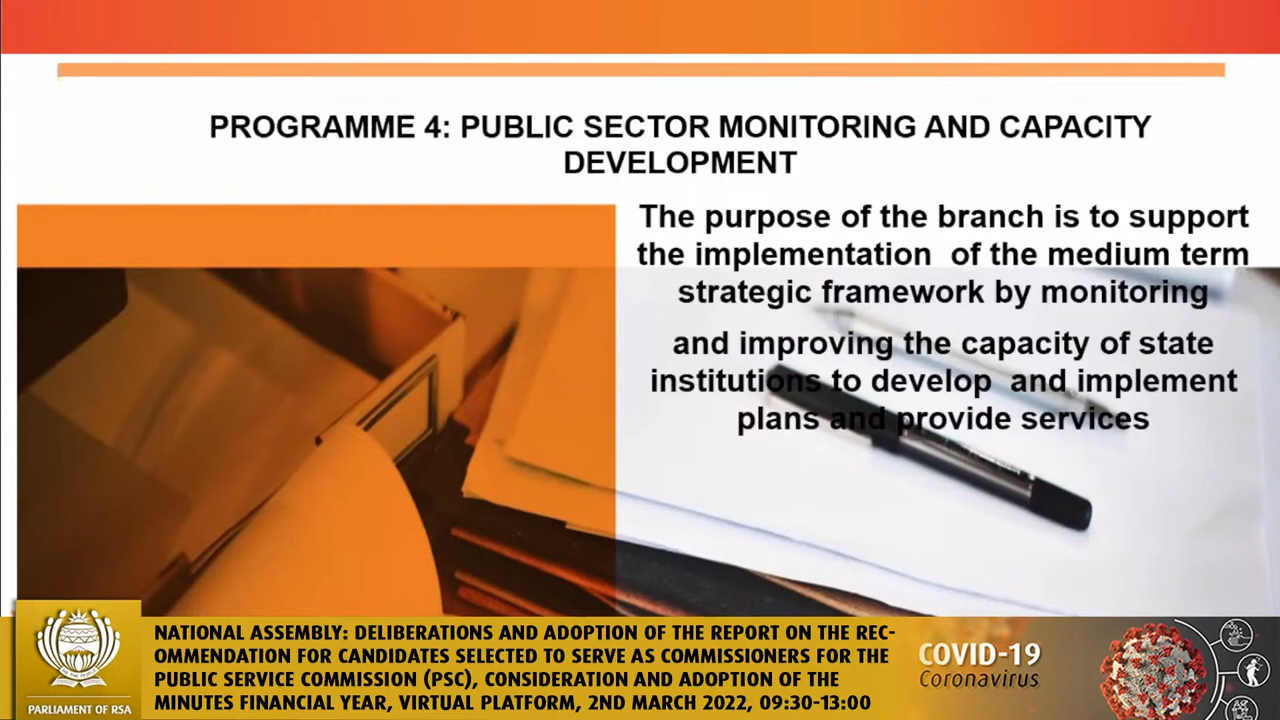 PROGRAMME 4: PUBLIC SECTOR MONITORING AND CAPACITY
DEVELOPMENT
The purpose of the branch is to support
the implementation of the medium term
strategic framework by monitoring
and improving the capacity of state
institutions to develop and implement
plans and provide services
NATIONAL ASSEMBLY: DELIBERATIONS AND ADOPTION OF THE REPORT ON THE REC-
OMMENDATION FOR CANDIDATES SELECTED TO SERVE AS COMMISSIONERS FOR THE
PUBLIC SERVICE COMMISSION (PSC), CONSIDERATION AND ADOPTION OF THE
MINUTES FINANCIAL YEAR, VIRTUAL PLATFORM, 2ND MARCH 2022, 09:30-13:00
PARLIAMENT OF RSA
COVID-19
Coronavirus